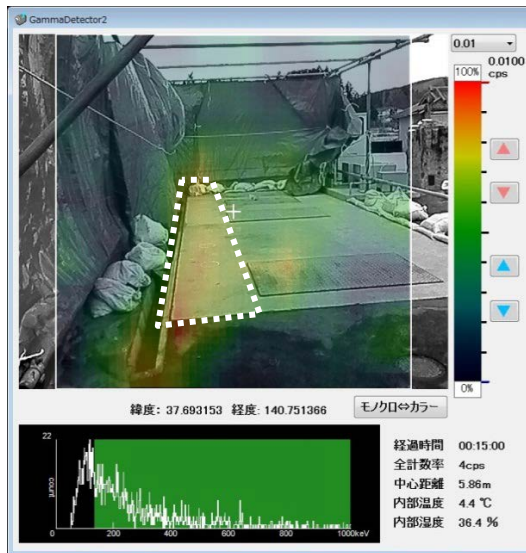 GammaDetector2
0.01
0.0100
cps
100%
0%
緯度: 37.693153 経度: 140.751366
モノクロ⇔カラー
22
count
0
200
400
600
800
1000keV
経過時間 00:15:00
全計数率 4cps
中心距離 5.86m
内部温度 4.4 ℃
内部湿度 36.4 %